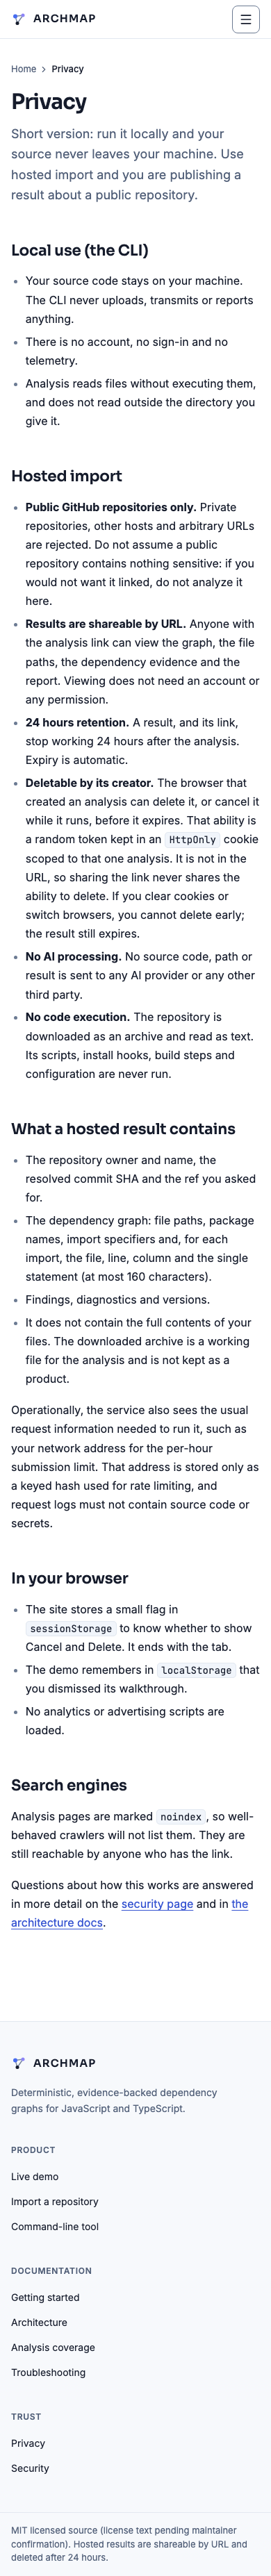 ARCHMAP
Home > Privacy
Privacy
Short version: run it locally and your
source never leaves your machine. Use
hosted import and you are publishing a
result about a public repository.
Local use (the CLI)
• Your source code stays on your machine.
The CLI never uploads, transmits or reports
anything.
• There is no account, no sign-in and no
telemetry.
• Analysis reads files without executing them,
and does not read outside the directory you
give it.
Hosted import
• Public GitHub repositories only. Private
repositories, other hosts and arbitrary URLs
are rejected. Do not assume a public
repository contains nothing sensitive: if you
would not want it linked, do not analyze it
here.
• Results are shareable by URL. Anyone with
the analysis link can view the graph, the file
paths, the dependency evidence and the
report. Viewing does not need an account or
any permission.
• 24 hours retention. A result, and its link,
stop working 24 hours after the analysis.
Expiry is automatic.
• Deletable by its creator. The browser that
created an analysis can delete it, or cancel it
while it runs, before it expires. That ability is
a random token kept in an HttpOnly cookie
scoped to that one analysis. It is not in the
URL, so sharing the link never shares the
ability to delete. If you clear cookies or
switch browsers, you cannot delete early;
the result still expires.
• No AI processing. No source code, path or
result is sent to any AI provider or any other
third party.
• No code execution. The repository is
downloaded as an archive and read as text.
Its scripts, install hooks, build steps and
configuration are never run.
What a hosted result contains
• The repository owner and name, the
resolved commit SHA and the ref you asked
for.
• The dependency graph: file paths, package
names, import specifiers and, for each
import, the file, line, column and the single
statement (at most 160 characters).
• Findings, diagnostics and versions.
• It does not contain the full contents of your
files. The downloaded archive is a working
file for the analysis and is not kept as a
product.
Operationally, the service also sees the usual
request information needed to run it, such as
your network address for the per-hour
submission limit. That address is stored only as
a keyed hash used for rate limiting, and
request logs must not contain source code or
secrets.
In your browser
• The site stores a small flag in
sessionStorage to know whether to show
Cancel and Delete. It ends with the tab.
• The demo remembers in localStorage that
you dismissed its walkthrough.
• No analytics or advertising scripts are
loaded.
Search engines
Analysis pages are marked noindex, so well-
behaved crawlers will not list them. They are
still reachable by anyone who has the link.
Questions about how this works are answered
in more detail on the security page and in the
architecture docs.
ARCHMAP
Deterministic, evidence-backed dependency
graphs for JavaScript and TypeScript.
PRODUCT
Live demo
Import a repository
Command-line tool
DOCUMENTATION
Getting started
Architecture
Analysis coverage
Troubleshooting
TRUST
Privacy
Security
MIT licensed source (license text pending maintainer
confirmation). Hosted results are shareable by URL and
deleted after 24 hours.